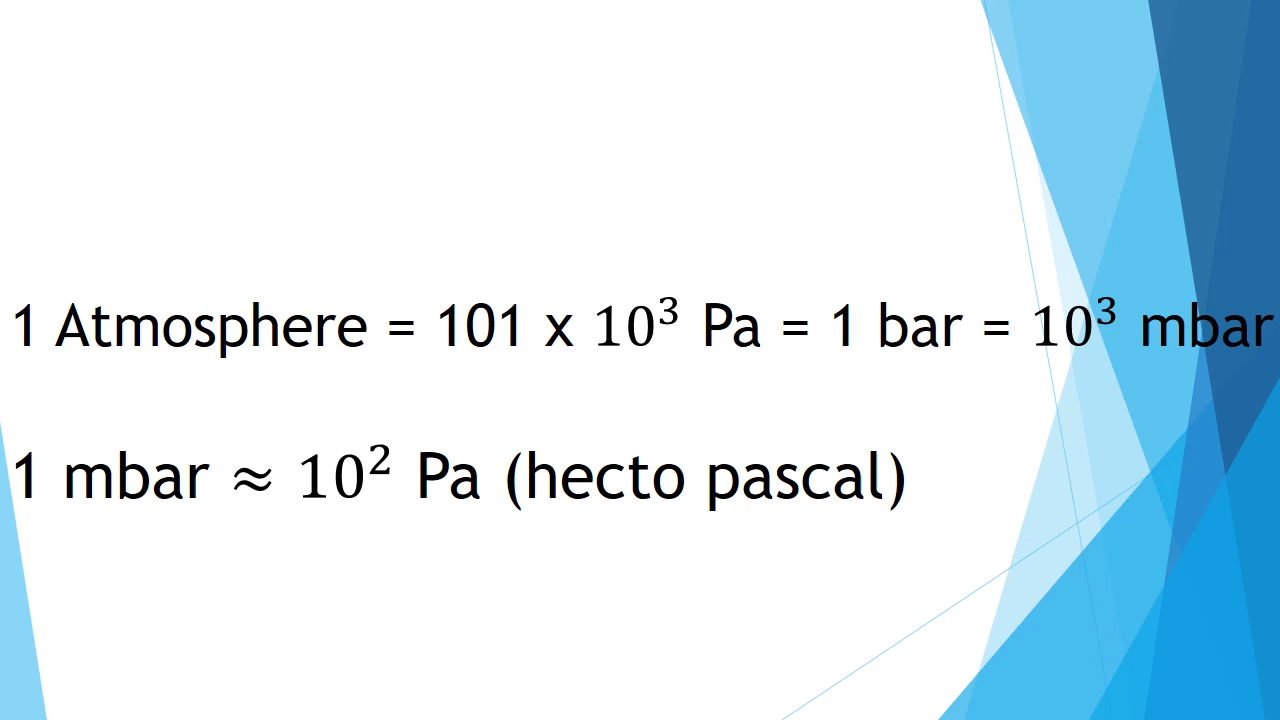 1 Atmosphere = 101 x 10³ Pa = 1 bar = 10³ mbar
1 mbar ≈ 10² Pa (hecto pascal)